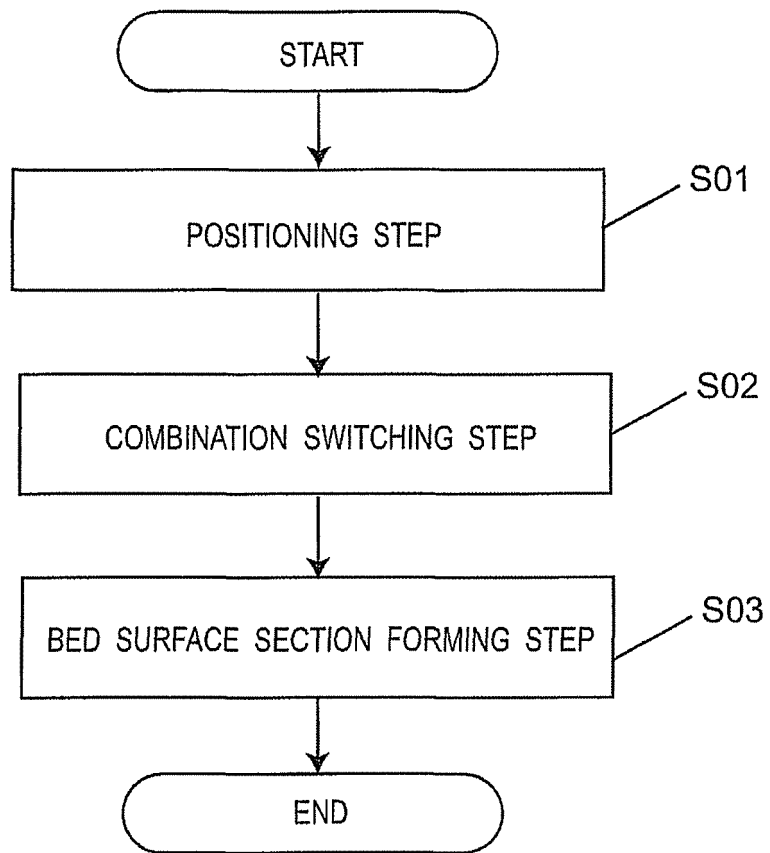 START
POSITIONING STEP
S01
COMBINATION SWITCHING STEP
S02
BED SURFACE SECTION FORMING STEP
S03
END